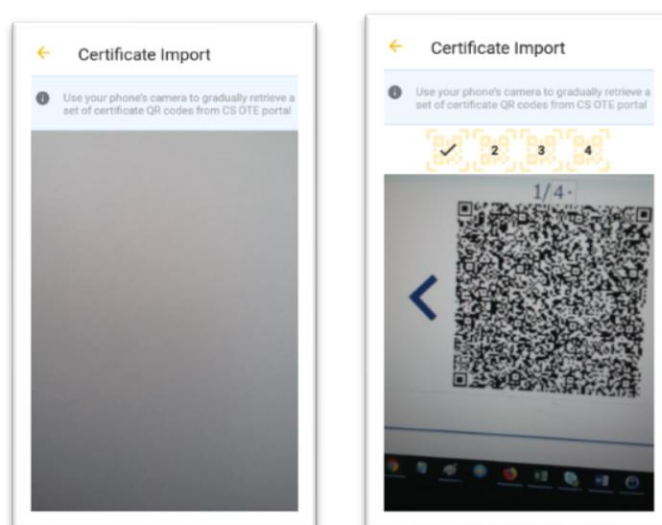 Certificate Import
Use your phone's camera to gradually retrieve a
set of certificate QR codes from CS OTE portal
Certificate Import
Use your phone's camera to gradually retrieve a
set of certificate QR codes from CS OTE portal
2 3 4
1/4